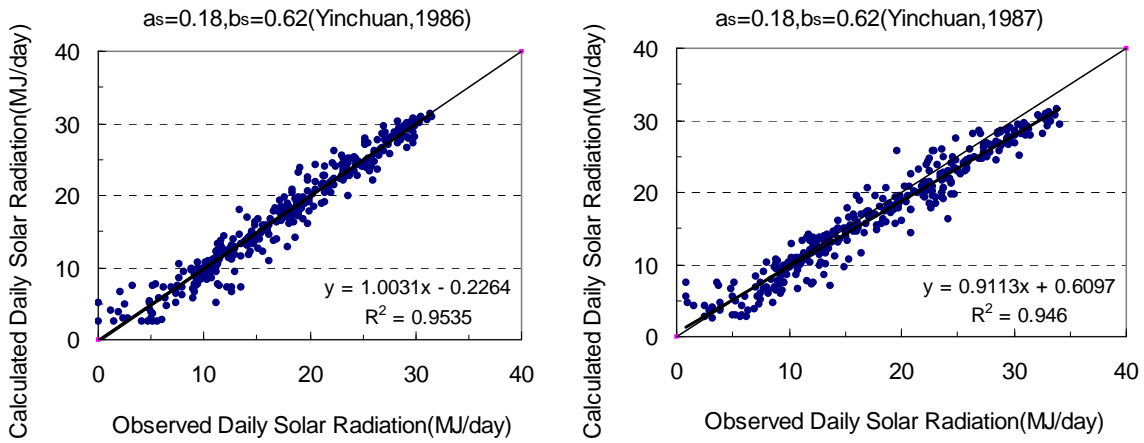 as=0.18,bs=0.62(Yinchuan,1986)
Calculated Daily Solar Radiation(MJ/day)
40
30
20
10
0
y = 1.0031x - 0.2264
R² = 0.9535
0 10 20 30 40
Observed Daily Solar Radiation(MJ/day)
as=0.18,bs=0.62(Yinchuan,1987)
Calculated Daily Solar Radiation(MJ/day)
40
30
20
10
0
y = 0.9113x + 0.6097
R² = 0.946
0 10 20 30 40
Observed Daily Solar Radiation(MJ/day)